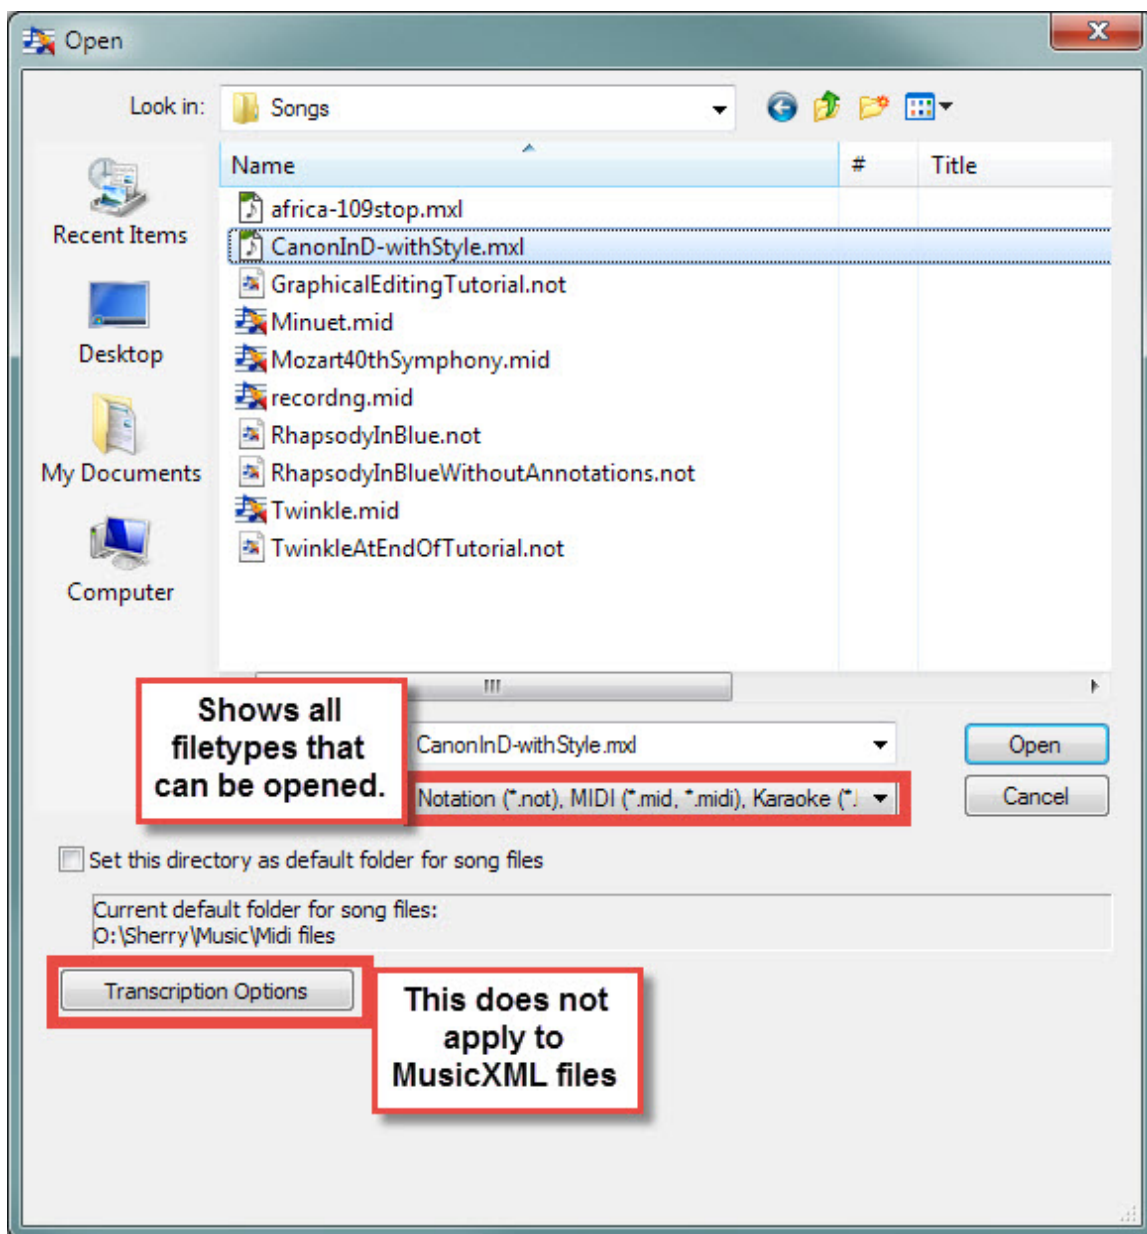 Open
Look in:
Songs
Name # Title
Recent Items
Desktop
My Documents
Computer
africa-109stop.mxl
CanonInD-withStyle.mxl
GraphicalEditingTutorial.not
Minuet.mid
Mozart40thSymphony.mid
recordng.mid
RhapsodyInBlue.not
RhapsodyInBlueWithoutAnnotations.not
Twinkle.mid
TwinkleAtEndOfTutorial.not
Shows all
filetypes that
can be opened.
CanonInD-withStyle.mxl
Open
Notation (*.not), MIDI (*.mid, *.midi), Karaoke (*.
Cancel
Set this directory as default folder for song files
Current default folder for song files:
O:\Sherry\Music\Midi files
Transcription Options
This does not
apply to
MusicXML files